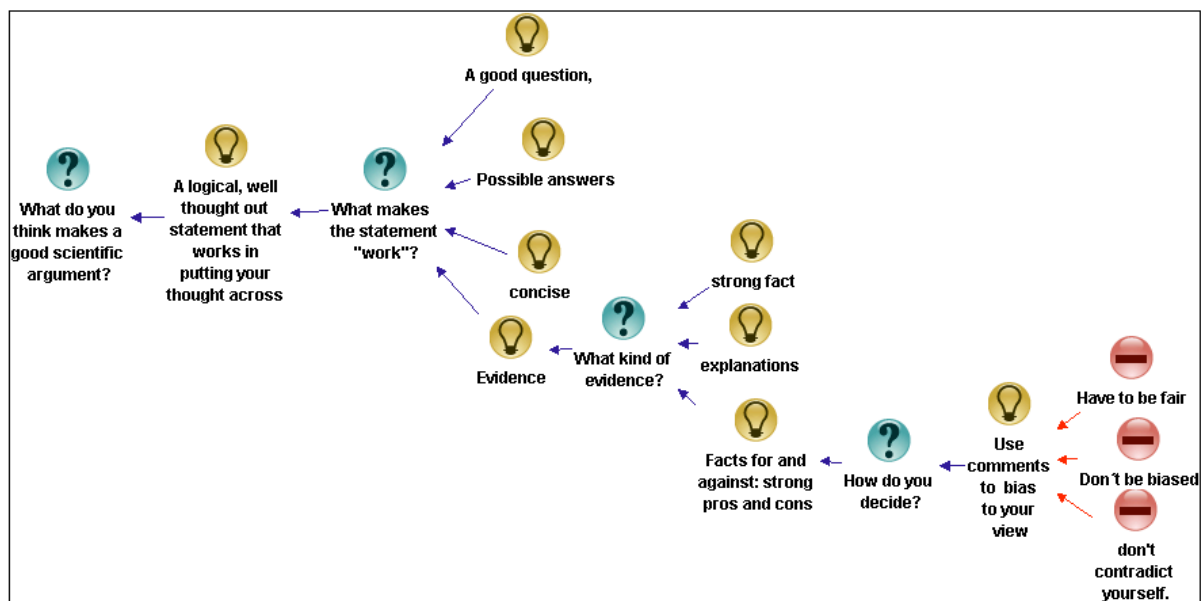 A good question,
Possible answers
What do you
think makes a
good scientific
argument?
A logical, well
thought out
statement that
works in
putting your
thought across
What makes
the statement
"work"?
concise
Evidence
What kind of
evidence?
strong fact
explanations
Facts for and
against: strong
pros and cons
How do you
decide?
Use
comments
to bias
to your
view
Have to be fair
Don´t be biased
don't
contradict
yourself.